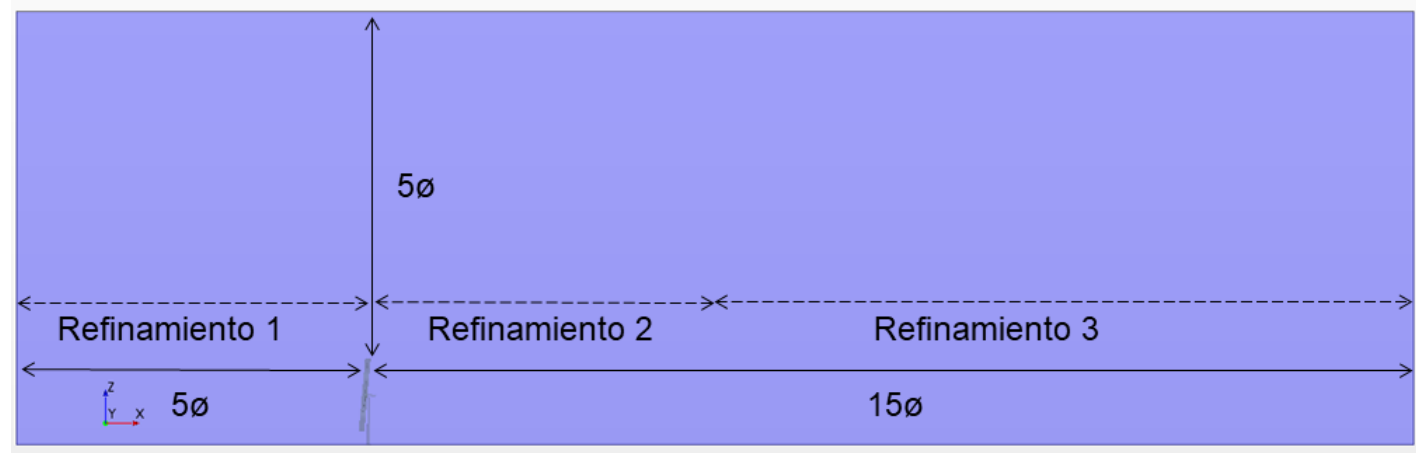 5ø
Refinamiento 1
Refinamiento 2
Refinamiento 3
Z
Y X
5ø
15ø